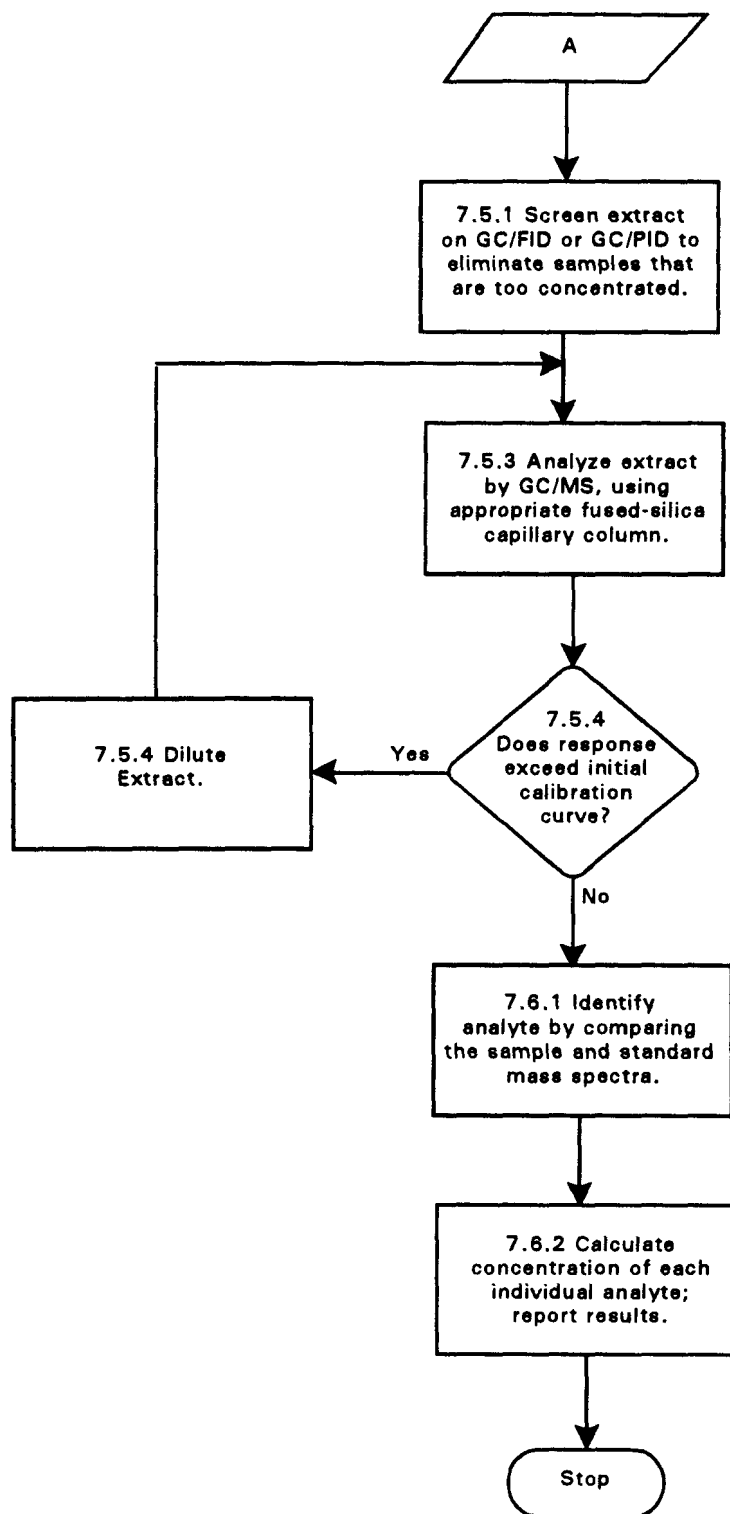 A
7.5.1 Screen extract
on GC/FID or GC/PID to
eliminate samples that
are too concentrated.
7.5.3 Analyze extract
by GC/MS, using
appropriate fused-silica
capillary column.
7.5.4
Does response
exceed initial
calibration
curve?
Yes
7.5.4 Dilute
Extract.
No
7.6.1 Identify
analyte by comparing
the sample and standard
mass spectra.
7.6.2 Calculate
concentration of each
individual analyte;
report results.
Stop